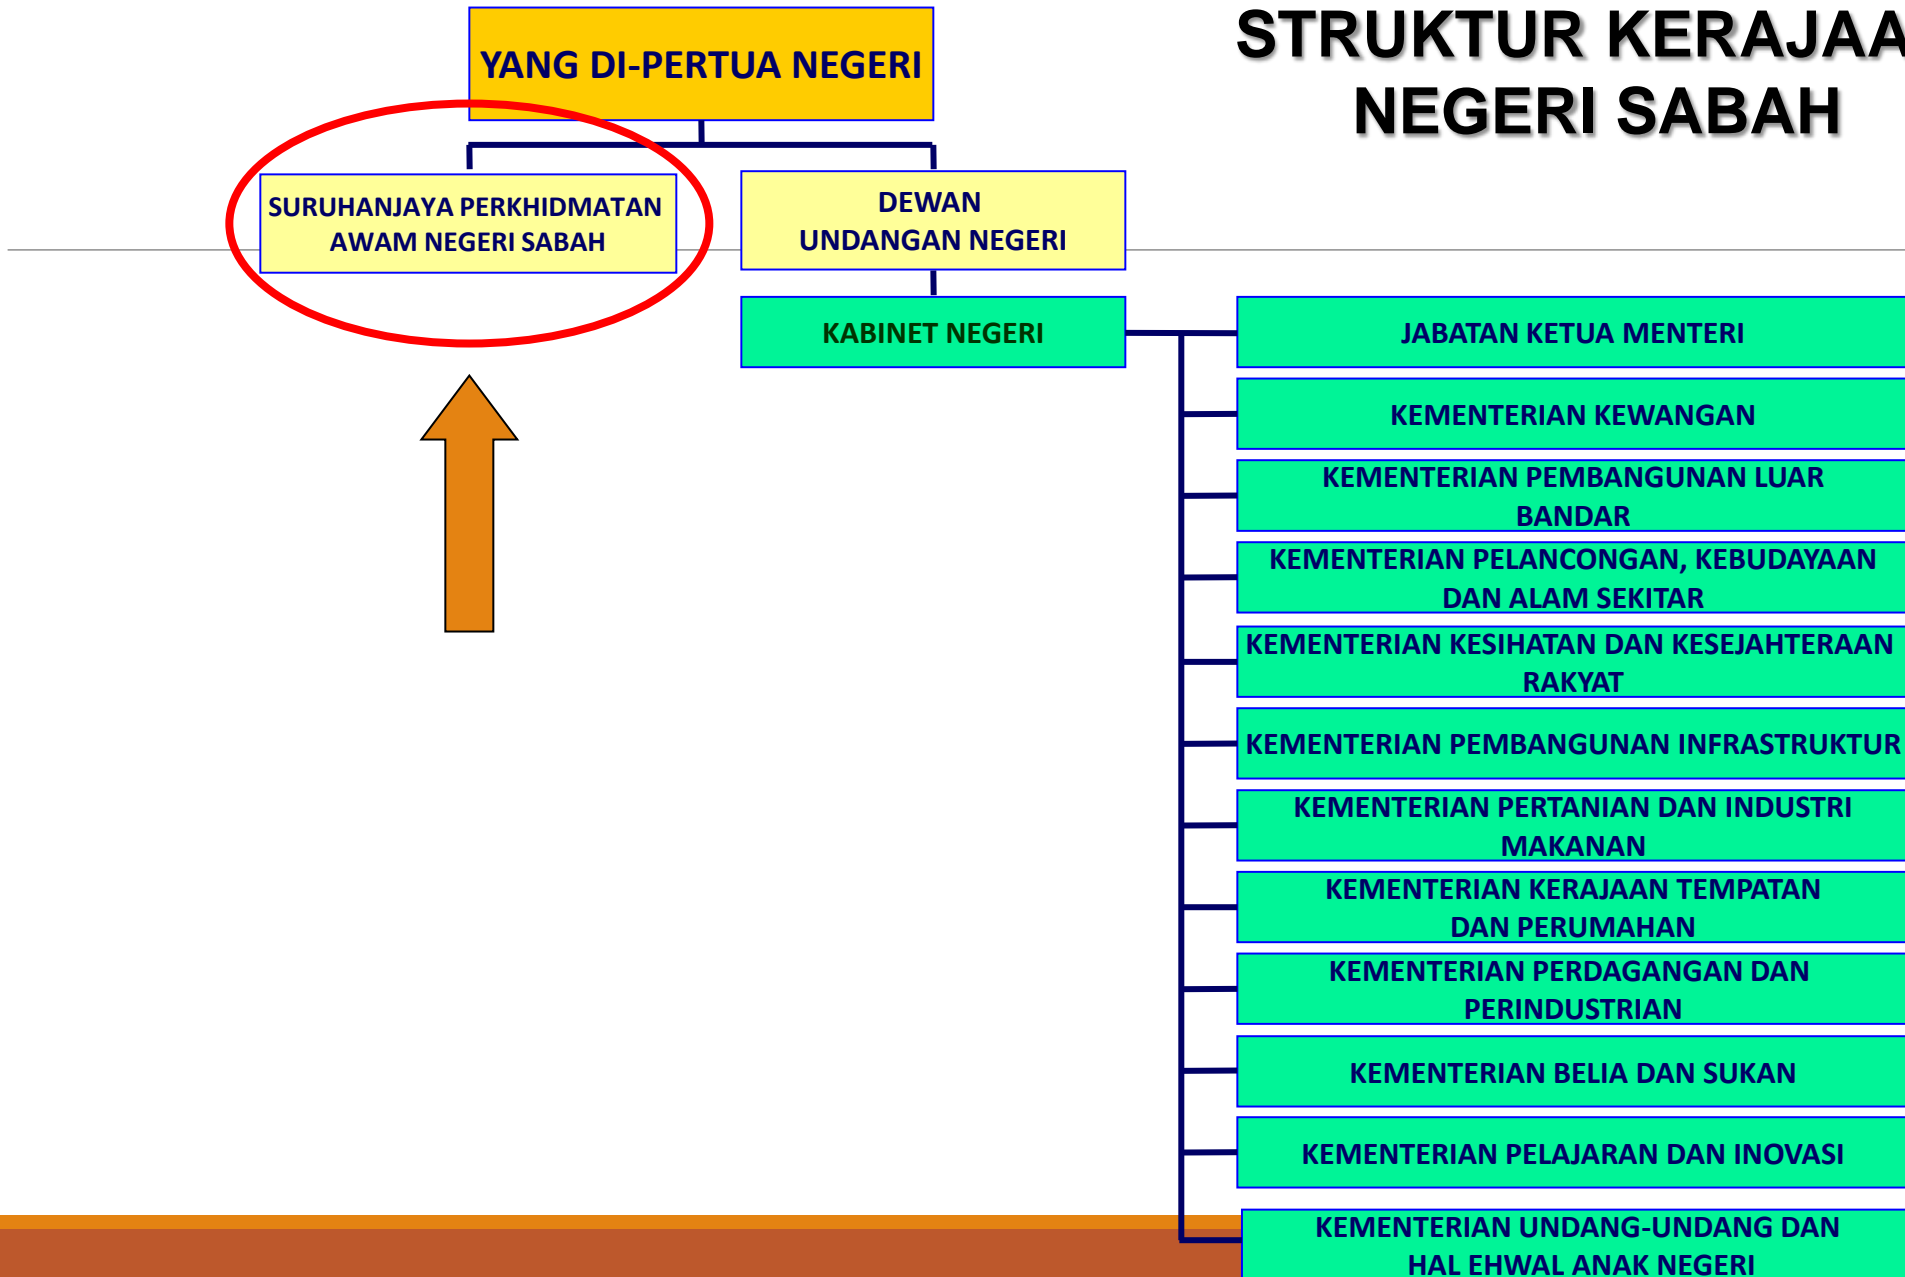 STRUKTUR KERAJAA
NEGERI SABAH
YANG DI-PERTUA NEGERI
SURUHANJAYA PERKHIDMATAN
AWAM NEGERI SABAH
DEWAN
UNDANGAN NEGERI
KABINET NEGERI
JABATAN KETUA MENTERI
KEMENTERIAN KEWANGAN
KEMENTERIAN PEMBANGUNAN LUAR
BANDAR
KEMENTERIAN PELANCONGAN, KEBUDAYAAN
DAN ALAM SEKITAR
KEMENTERIAN KESIHATAN DAN KESEJAHTERAAN
RAKYAT
KEMENTERIAN PEMBANGUNAN INFRASTRUKTUR
KEMENTERIAN PERTANIAN DAN INDUSTRI
MAKANAN
KEMENTERIAN KERAJAAN TEMPATAN
DAN PERUMAHAN
KEMENTERIAN PERDAGANGAN DAN
PERINDUSTRIAN
KEMENTERIAN BELIA DAN SUKAN
KEMENTERIAN PELAJARAN DAN INOVASI
KEMENTERIAN UNDANG-UNDANG DAN
HAL EHWAL ANAK NEGERI